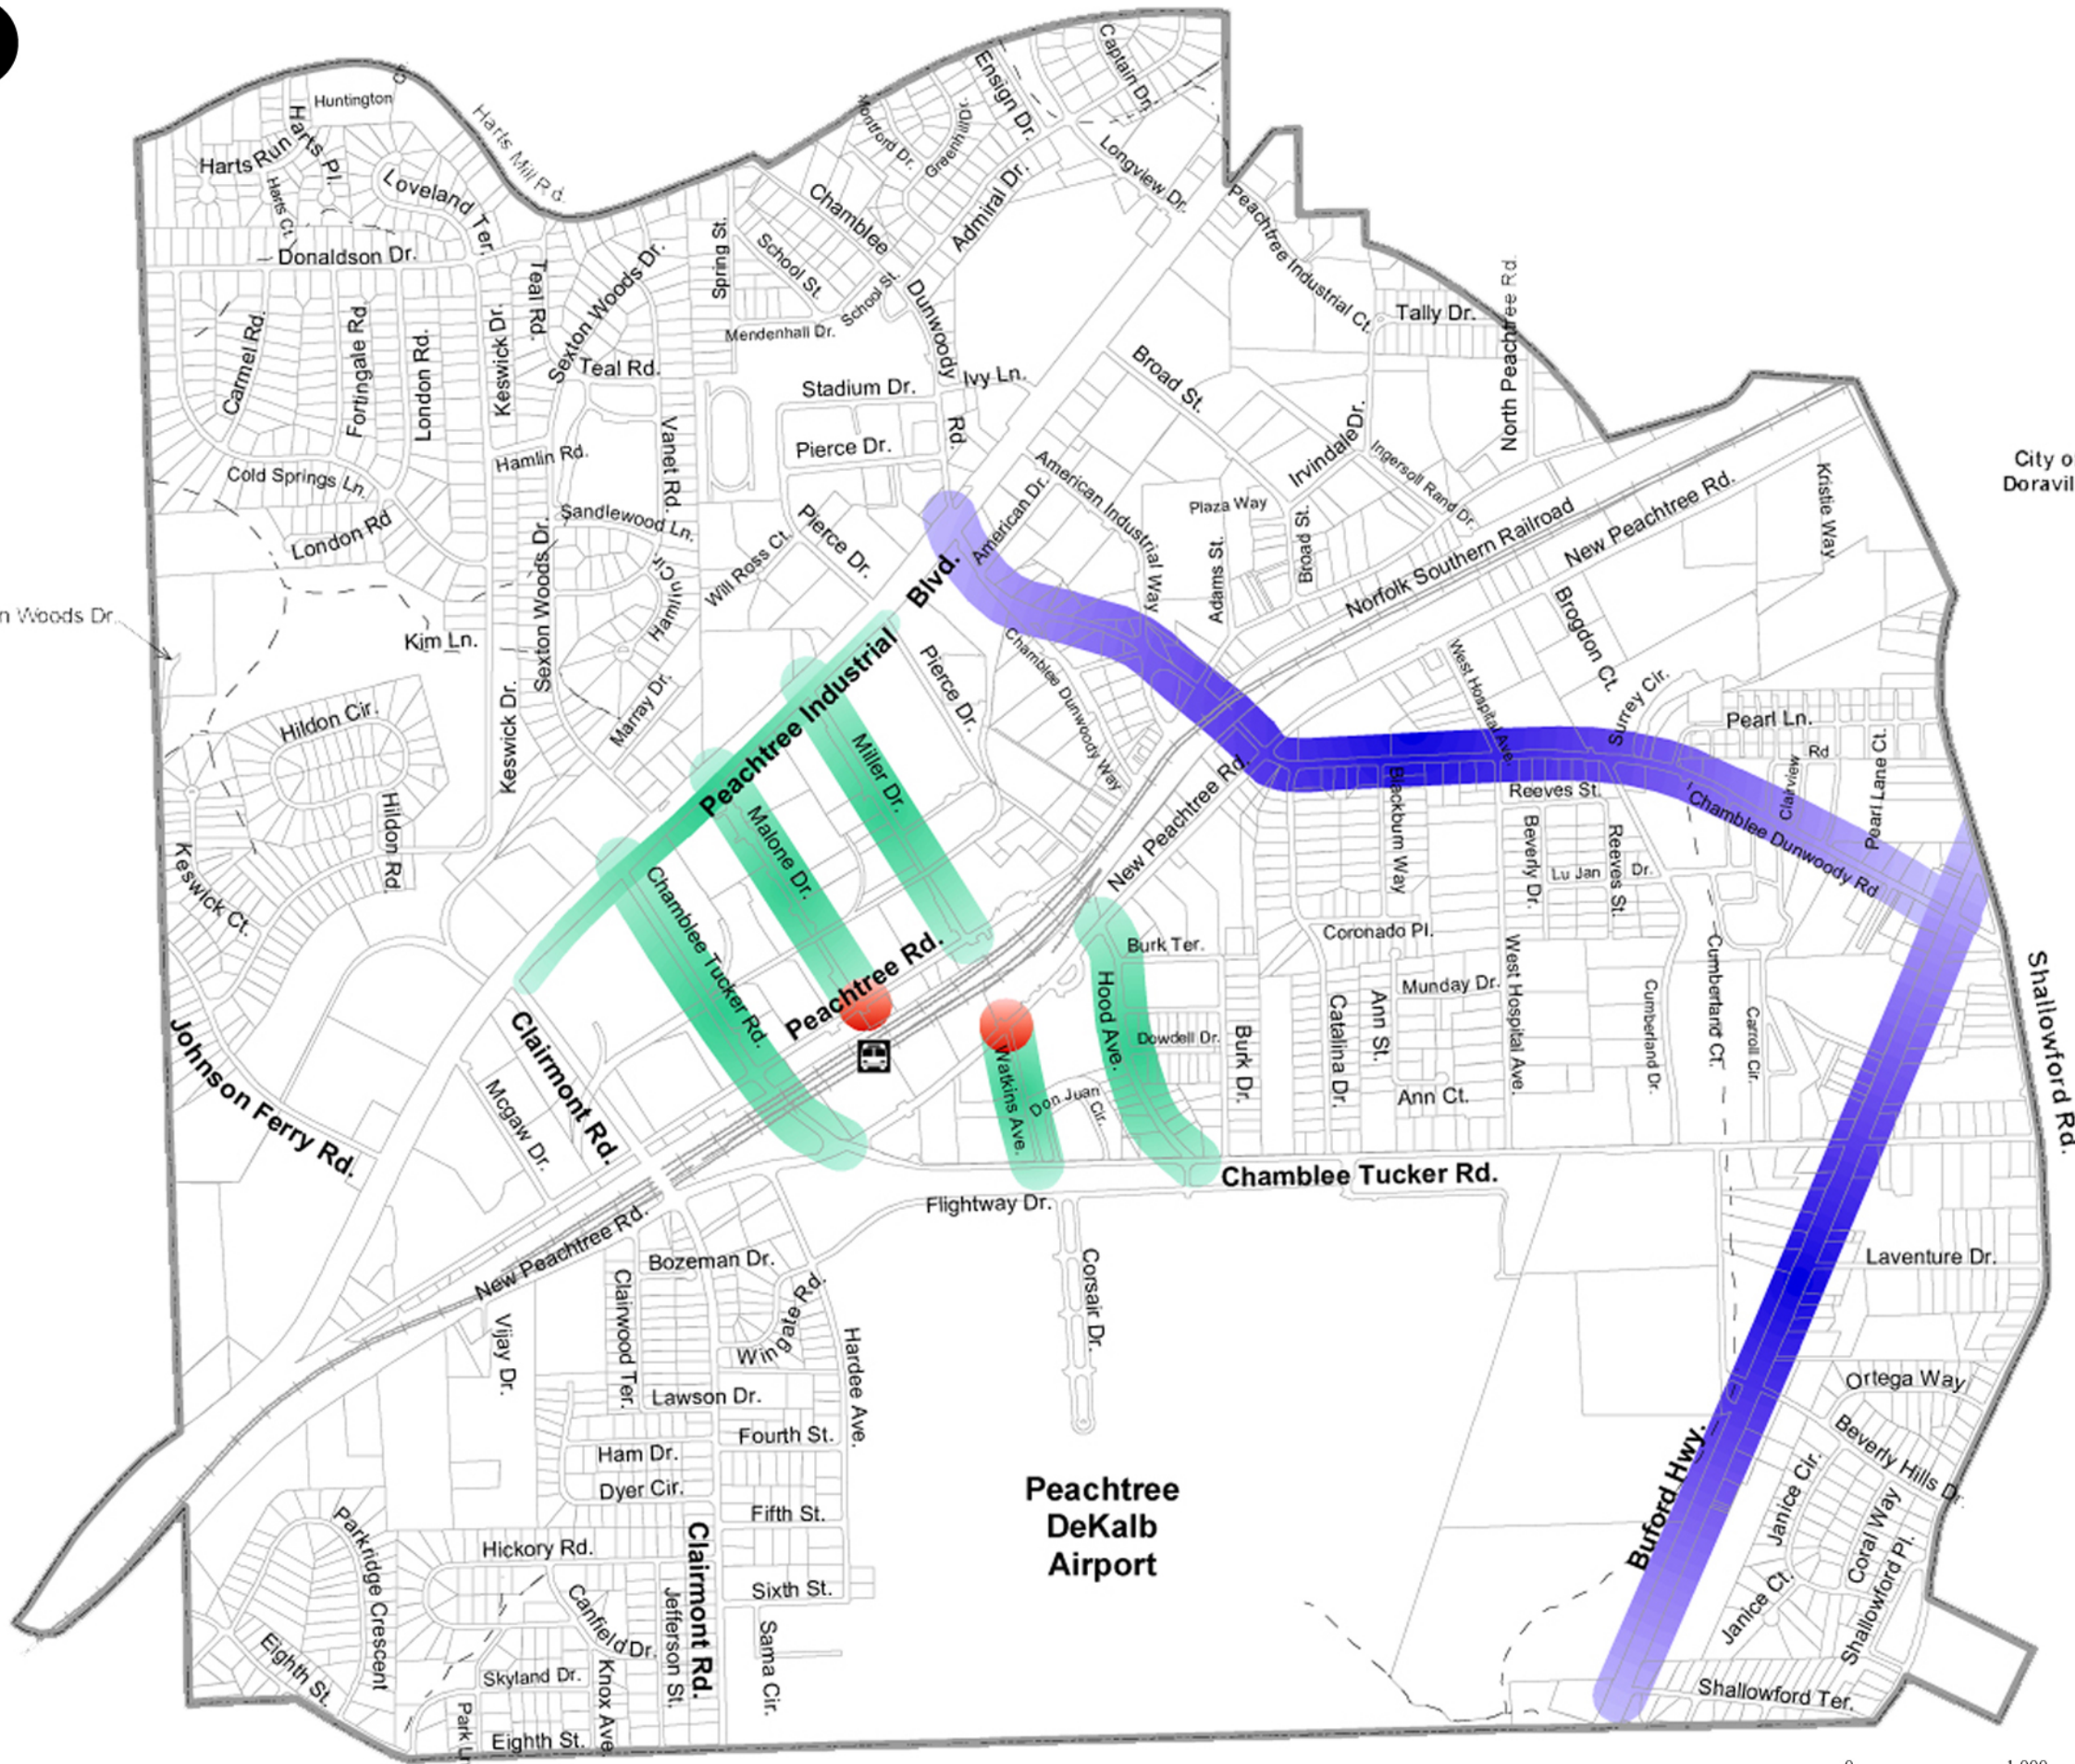 Huntington
Ct.
Harts Mill Rd.
Harts Run
Harts Pl.
Harts Ct.
Loveland Ter.
Donaldson Dr.
Carmel Rd.
Fortingale Rd
London Rd.
Keswick Dr.
Teal Rd.
Sexton Woods Dr.
Teal Rd.
Vanet Rd.
Hamlin Rd.
Cold Springs Ln.
London Rd
Sandlewood Ln.
Hamlin Cir.
Sexton Woods Dr.
Kim Ln.
n Woods Dr.
Keswick Dr.
Marray Dr.
Hildon Cir.
Hildon Rd.
Keswick Ct.
Johnson Ferry Rd.
Spring St.
School St.
School St.
Mendenhall Dr.
Chamblee
Dunwoody
Rd.
Montford Dr.
Greenhill Dr.
Admiral Dr.
Ensign Dr.
Captain Dr.
Longview Dr.
Stadium Dr.
Ivy Ln.
Pierce Dr.
Pierce Dr.
Will Ross Ct.
Peachtree Industrial
Blvd.
American Dr.
American Industrial Way
Broad St.
Peachtree Industrial Ct.
Tally Dr.
North Peachtree Rd.
Irvindale Dr.
Ingersoll Rand Dr.
Plaza Way
Adams St.
Broad St.
Norfolk Southern Railroad
New Peachtree Rd.
Kristie Way
City o
Doravil
Brogdon Ct.
West Hospital Ave.
Surrey Cir.
Pearl Ln.
Rd
Clairview
Pearl Lane Ct.
Chamblee Dunwoody Rd
Chamblee Dunwoody Way
Pierce Dr.
Miller Dr.
Malone Dr.
Chamblee Tucker Rd.
Peachtree Rd.
New Peachtree Rd.
Blackburn Way
Reeves St.
Beverly Dr.
Reeves St.
Lu Jan
Dr.
Coronado Pl.
Burk Ter.
Hood Ave.
Dowdell Dr.
Burk Dr.
Munday Dr.
Catalina Dr.
Ann St.
Ann Ct.
West Hospital Ave.
Cumberland Dr.
Cumberland CT.
Carroll Cir.
Shallowford Rd.
Watkins Ave.
Don Juan
Cir.
Clairmont Rd.
Mcgaw Dr.
Chamblee Tucker Rd.
Flightway Dr.
Corsair Dr.
New Peachtree Rd.
Bozeman Dr.
Clairwood Ter.
Wingate Rd.
Vijay Dr.
Hardee Ave.
Lawson Dr.
Fourth St.
Ham Dr.
Dyer Cir.
Fifth St.
Hickory Rd.
Sixth St.
Clairmont Rd.
Jefferson St.
Sama Cir.
Canfield Dr.
Knox Ave.
Skyland Dr.
Parkridge Crescent
Eighth St.
Park Ln
Eighth St.
Peachtree
DeKalb
Airport
Laventure Dr.
Ortega Way
Beverly Hills Dr.
Buford Hwy.
Janice Cir.
Coral Way
Janice Ct.
Shallowford Pl.
Shallowford Ter.